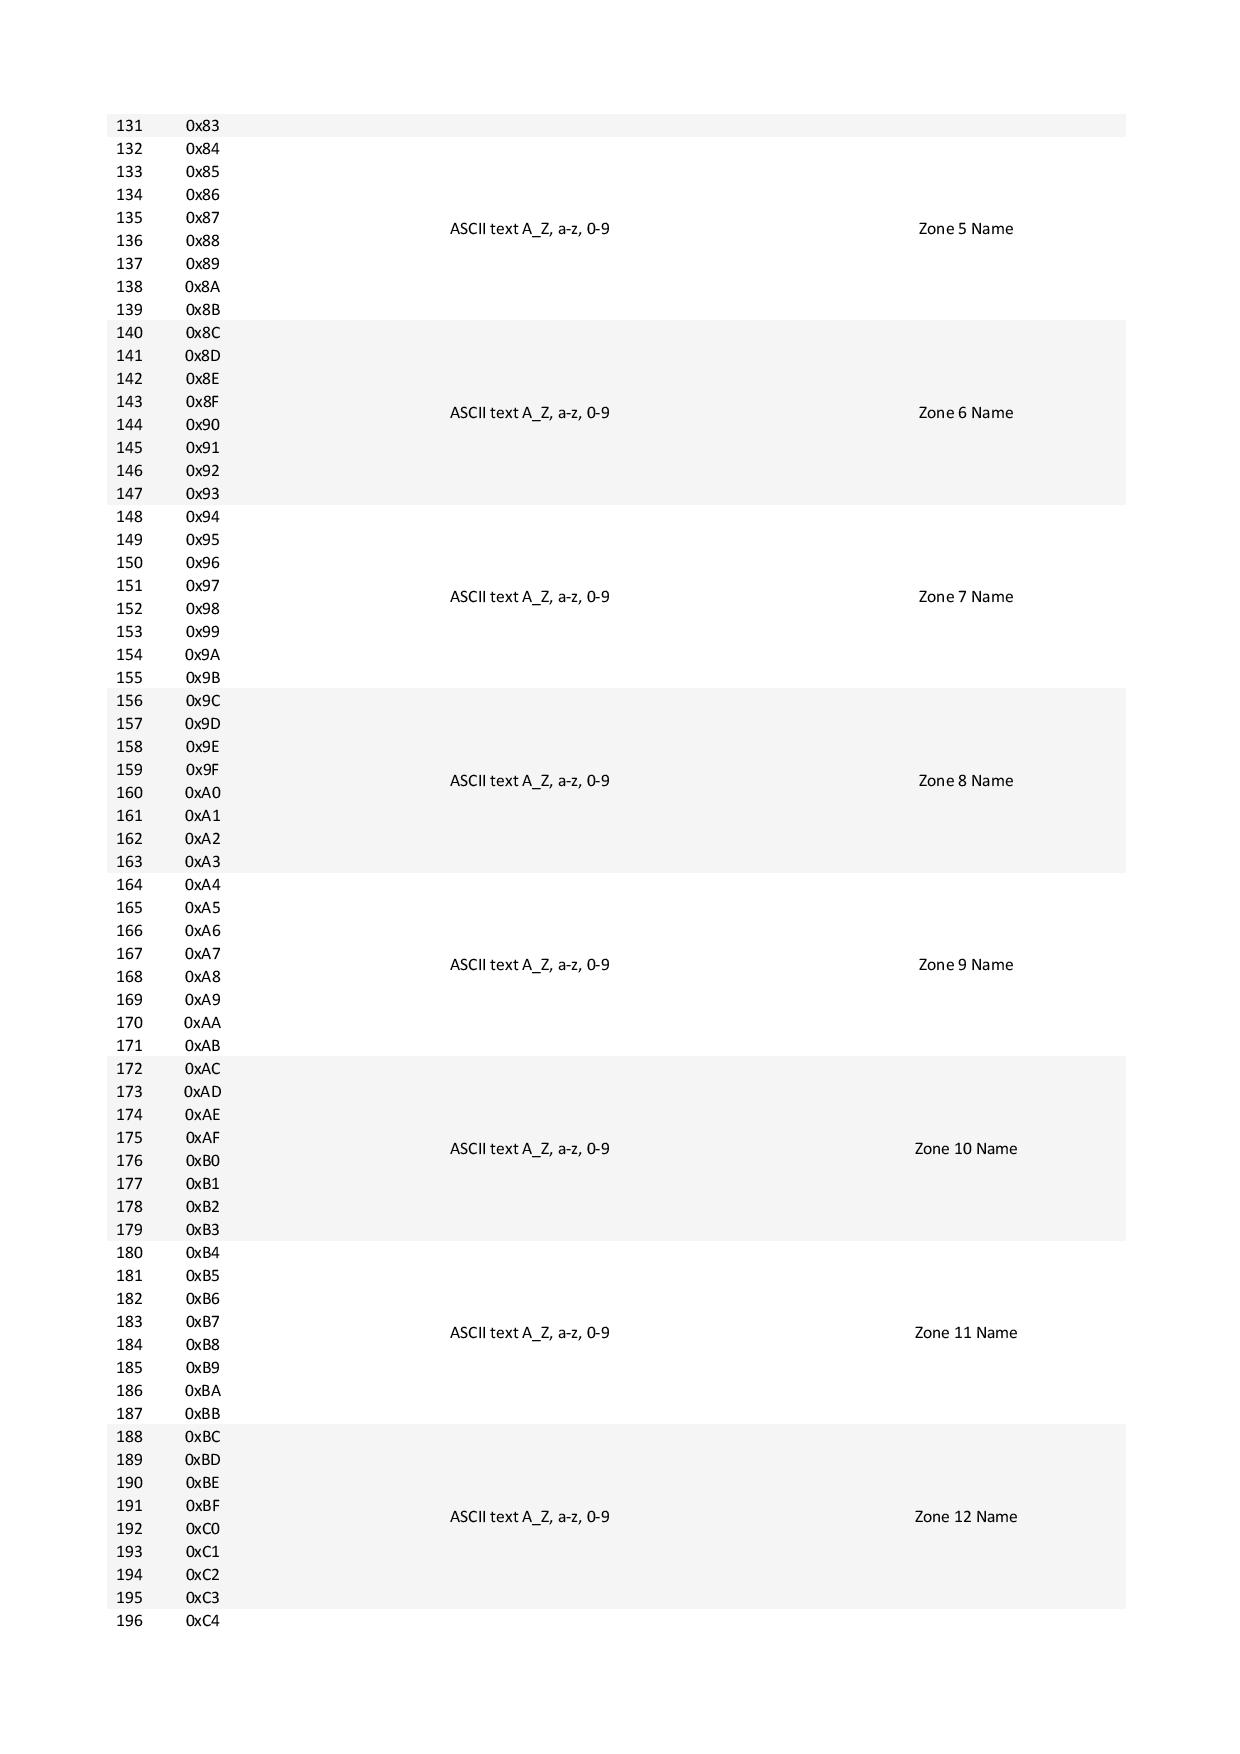 131 0x83
132 0x84
133 0x85
134 0x86
135 0x87
ASCII text A_Z, a-z, 0-9 Zone 5 Name
136 0x88
137 0x89
138 0x8A
139 0x8B
140 0x8C
141 0x8D
142 0x8E
143 0x8F
ASCII text A_Z, a-z, 0-9 Zone 6 Name
144 0x90
145 0x91
146 0x92
147 0x93
148 0x94
149 0x95
150 0x96
151 0x97
ASCII text A_Z, a-z, 0-9 Zone 7 Name
152 0x98
153 0x99
154 0x9A
155 0x9B
156 0x9C
157 0x9D
158 0x9E
159 0x9F
ASCII text A_Z, a-z, 0-9 Zone 8 Name
160 0xA0
161 0xA1
162 0xA2
163 0xA3
164 0xA4
165 0xA5
166 0xA6
167 0xA7
ASCII text A_Z, a-z, 0-9 Zone 9 Name
168 0xA8
169 0xA9
170 0xAA
171 0xAB
172 0xAC
173 0xAD
174 0xAE
175 0xAF
ASCII text A_Z, a-z, 0-9 Zone 10 Name
176 0xB0
177 0xB1
178 0xB2
179 0xB3
180 0xB4
181 0xB5
182 0xB6
183 0xB7
ASCII text A_Z, a-z, 0-9 Zone 11 Name
184 0xB8
185 0xB9
186 0xBA
187 0xBB
188 0xBC
189 0xBD
190 0xBE
191 0xBF
ASCII text A_Z, a-z, 0-9 Zone 12 Name
192 0xC0
193 0xC1
194 0xC2
195 0xC3
196 0xC4